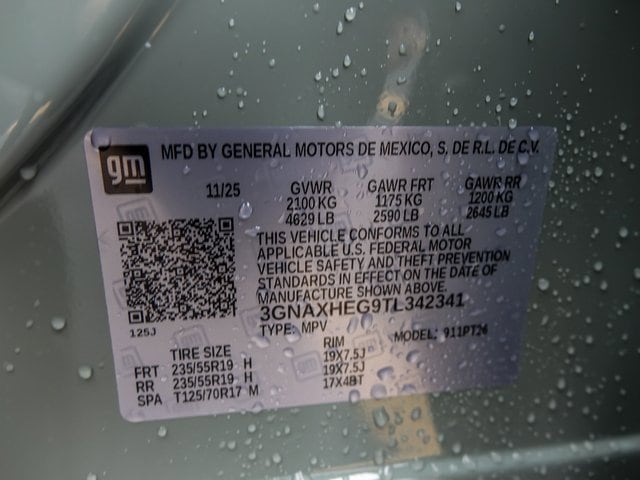 gm
MFD BY GENERAL MOTORS DE MEXICO, S. DE R.L. DE C.V.
11/25 GVWR GAWR FRT GAWR RR
2100 KG 1175 KG 1200 KG
4629 LB 2590 LB 2645 LB
THIS VEHICLE CONFORMS TO ALL
APPLICABLE U.S. FEDERAL MOTOR
VEHICLE SAFETY AND THEFT PREVENTION
STANDARDS IN EFFECT ON THE DATE OF
MANUFACTURE SHOWN ABOVE.
3GNAXHEG9TL342341
TYPE: MPV MODEL: 911PT26
125J
TIRE SIZE RIM
FRT 235/55R19 H 19X7.5J
RR 235/55R19 H 19X7.5J
SPA T125/70R17 M 17X4BT